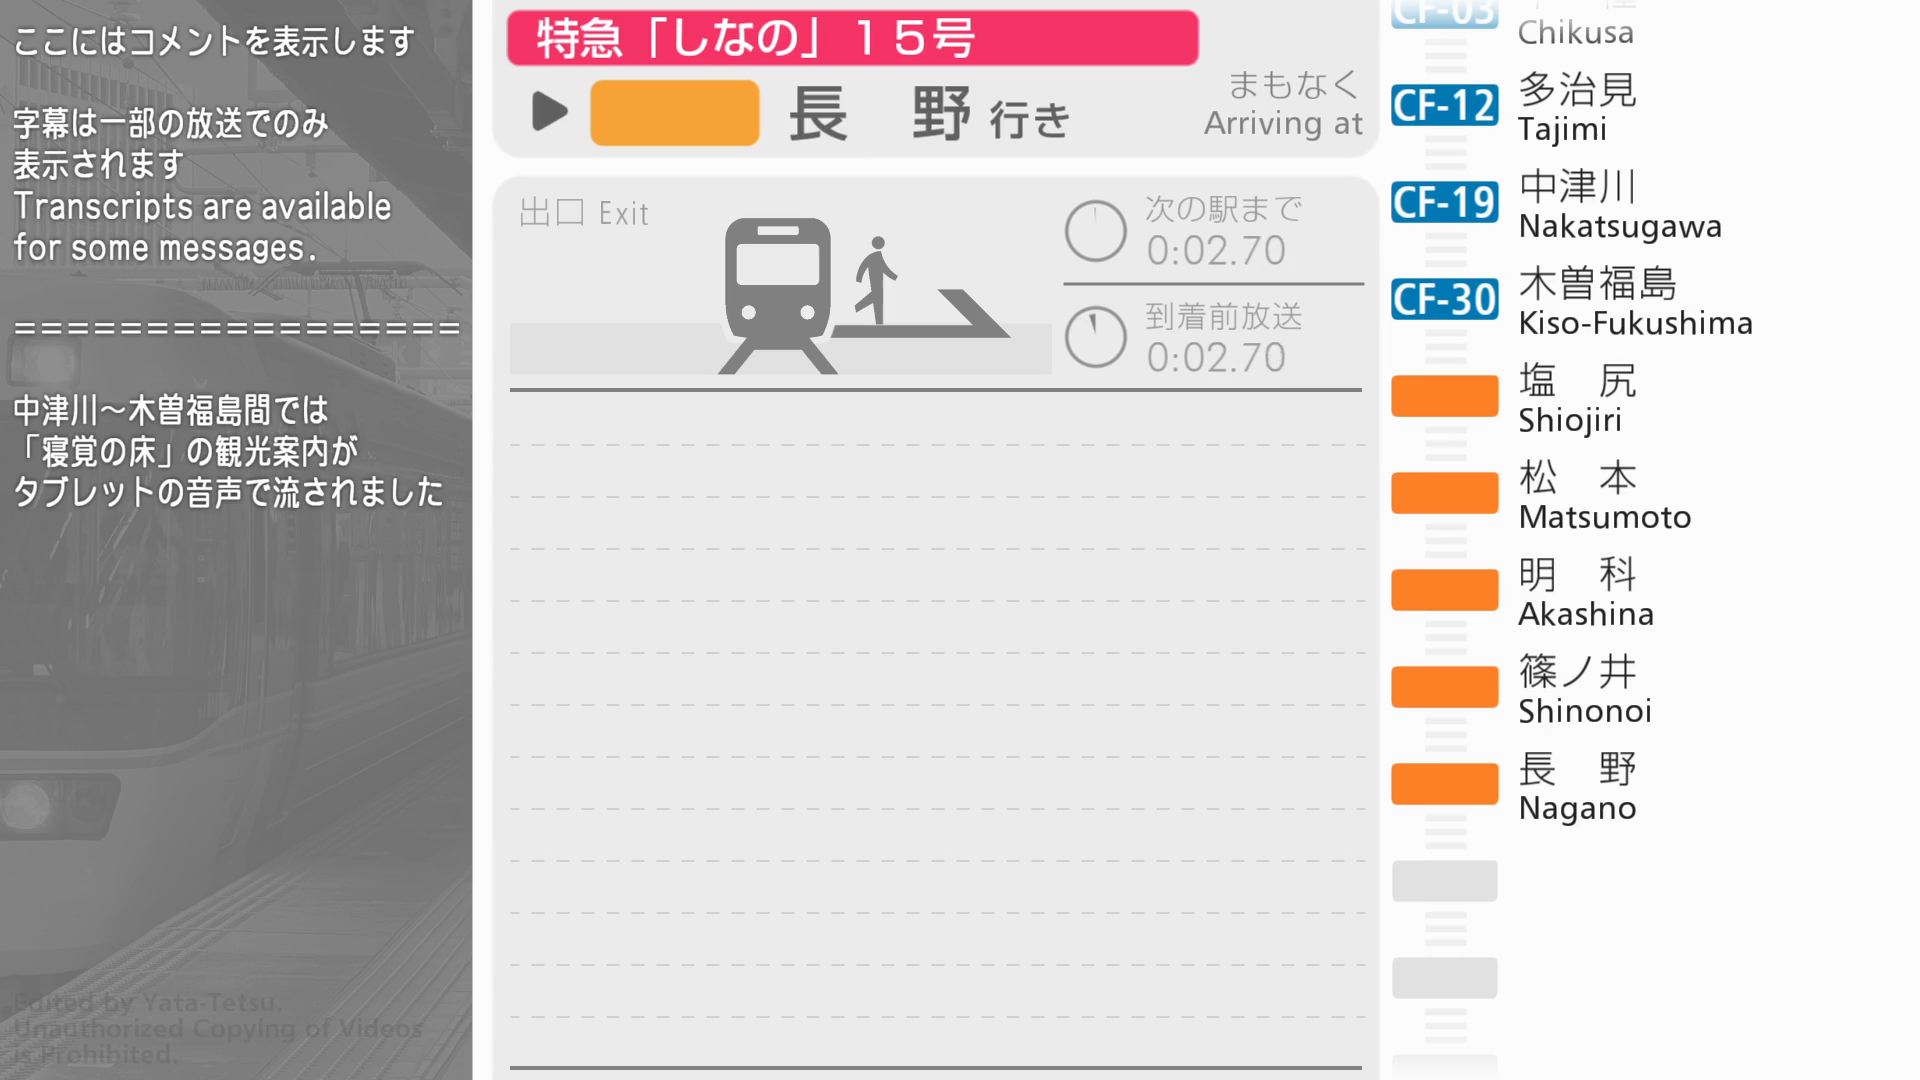 ここにはコメントを表示します
字幕は一部の放送でのみ
表示されます
Transcripts are available
for some messages.
=================
中津川～木曽福島間では
「寝覚の床」の観光案内が
タブレットの音声で流されました
Edited by Yata-Tetsu.
Unauthorized Copying of Videos
is Prohibited.
特急「しなの」１５号
長　野 行き
まもなく
Arriving at
出口 Exit
次の駅まで
0:02.70
到着前放送
0:02.70
CF-03
Chikusa
CF-12 多治見
Tajimi
CF-19 中津川
Nakatsugawa
CF-30 木曽福島
Kiso-Fukushima
塩　尻
Shiojiri
松　本
Matsumoto
明　科
Akashina
篠ノ井
Shinonoi
長　野
Nagano